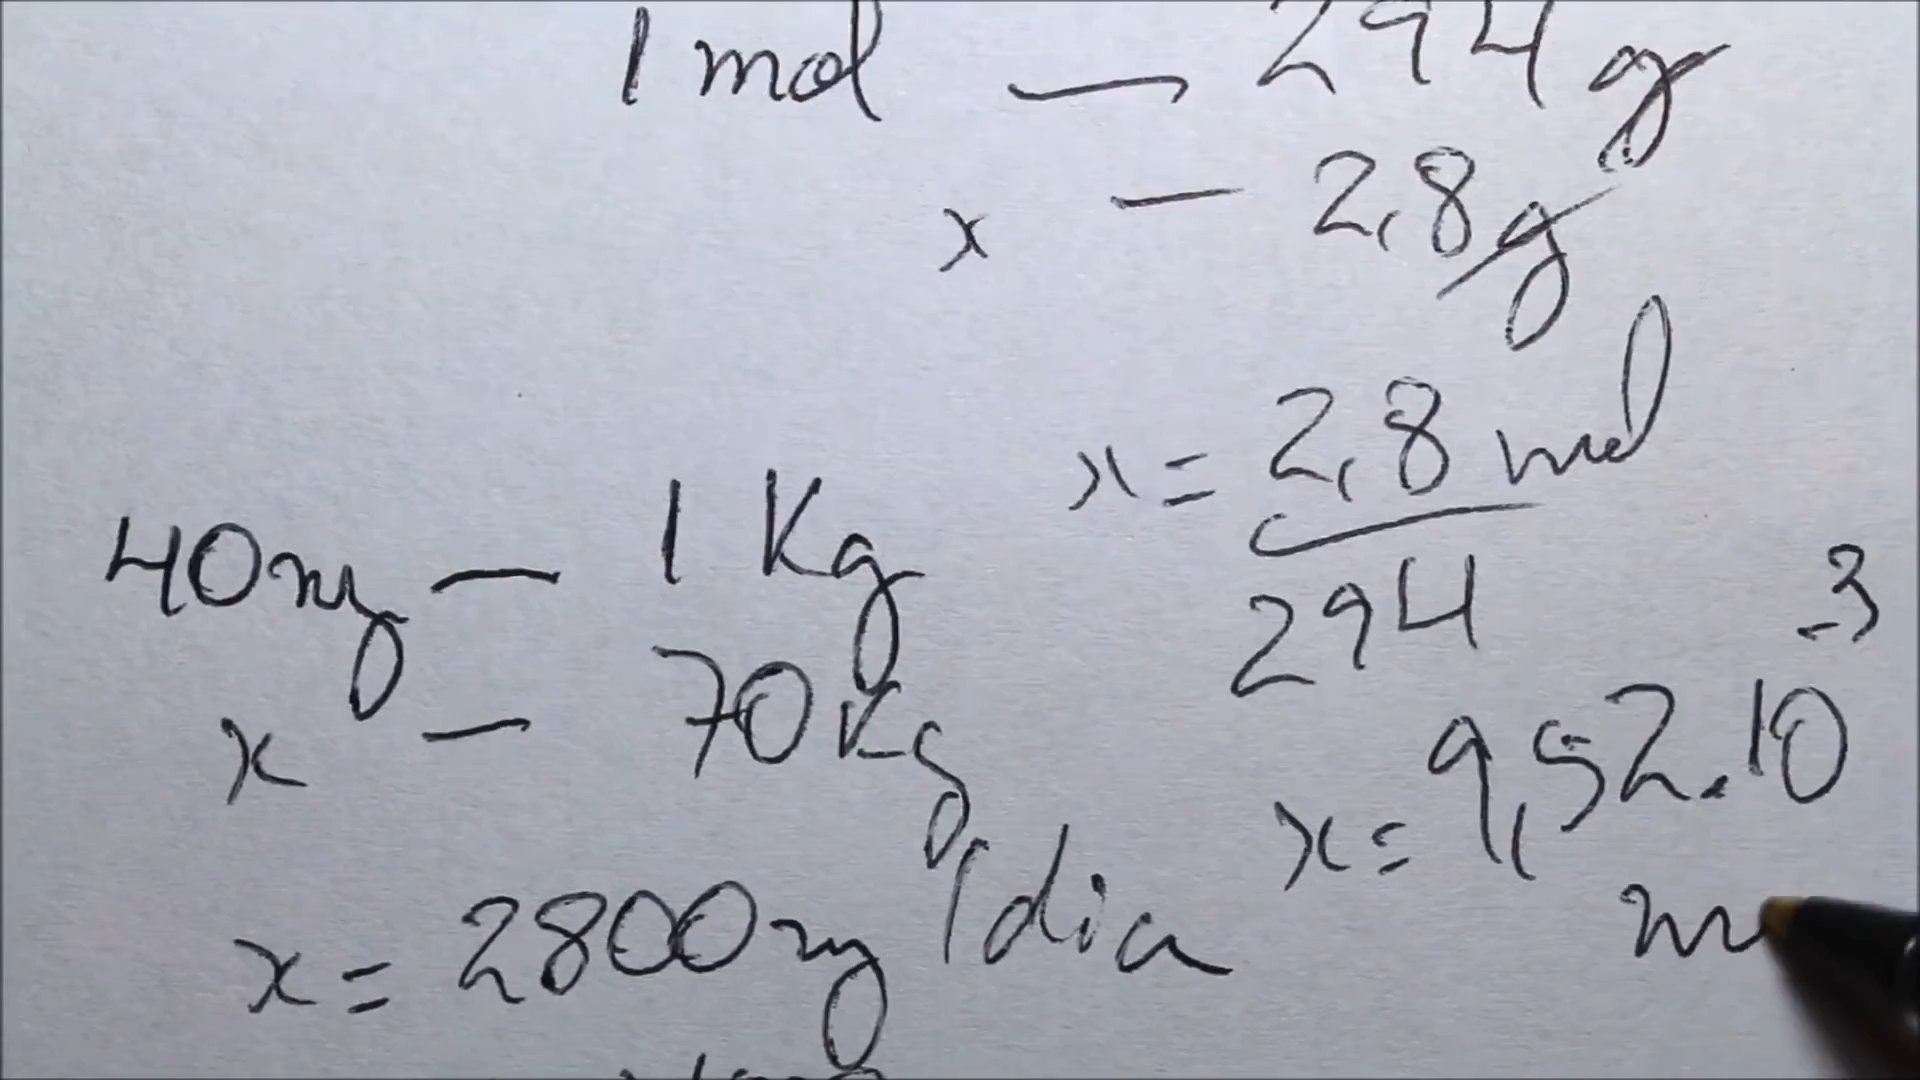 1 mol — 294 g
x — 2,8 g
x = 2,8 mol
294
40mg — 1 Kg
x — 70 Kg
x = 2800mg/dia
x = 9,52.10-3